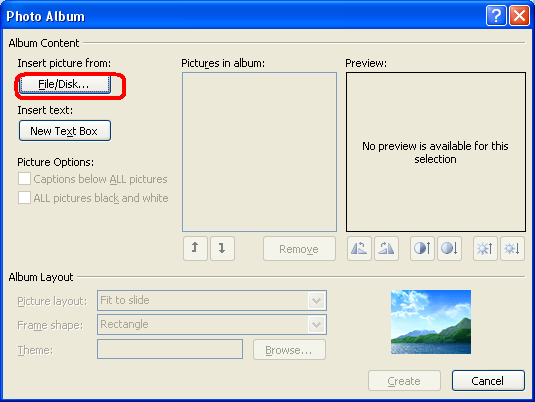 Photo Album
Album Content
Insert picture from:
File/Disk...
Insert text:
New Text Box
Picture Options:
Captions below ALL pictures
ALL pictures black and white
Pictures in album:
Remove
Preview:
No preview is available for this
selection
Album Layout
Picture layout:
Fit to slide
Frame shape:
Rectangle
Theme:
Browse...
Create
Cancel